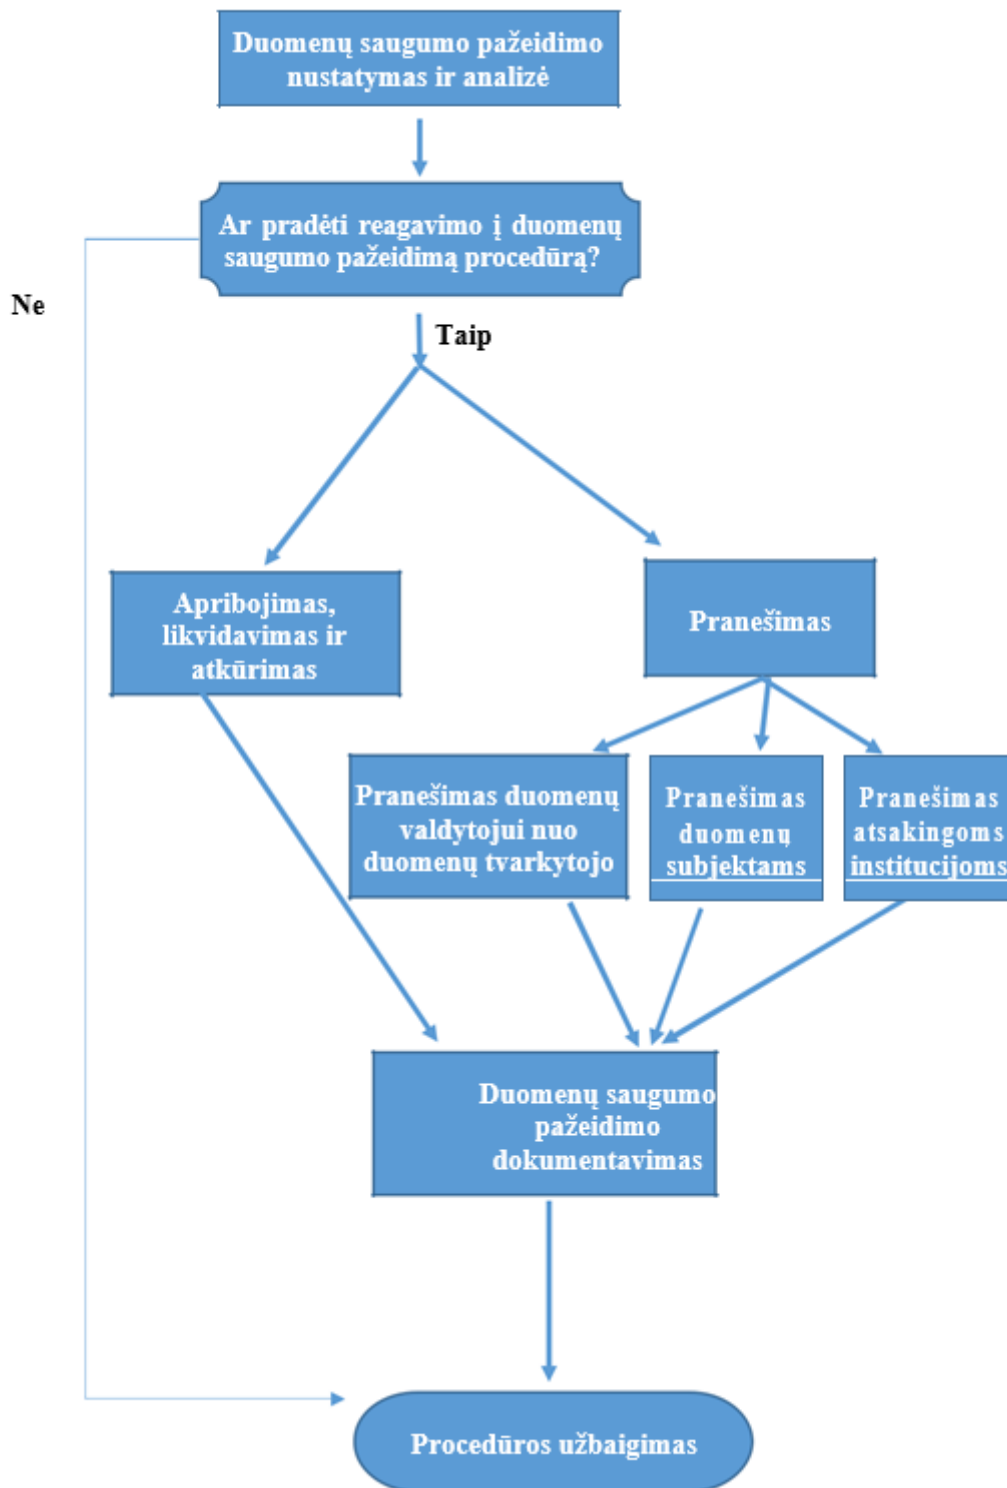 Duomenų saugumo pažeidimo
nustatymas ir analizė
Ar pradėti reagavimo į duomenų
saugumo pažeidimą procedūrą?
Ne
Taip
Apribojimas,
likvidavimas ir
atkūrimas
Pranešimas
Pranešimas duomenų
valdytojui nuo
duomenų tvarkytojo
Pranešimas
duomenų
subjektams
Pranešimas
atsakingoms
institucijoms
Duomenų saugumo
pažeidimo
dokumentavimas
Procedūros užbaigimas